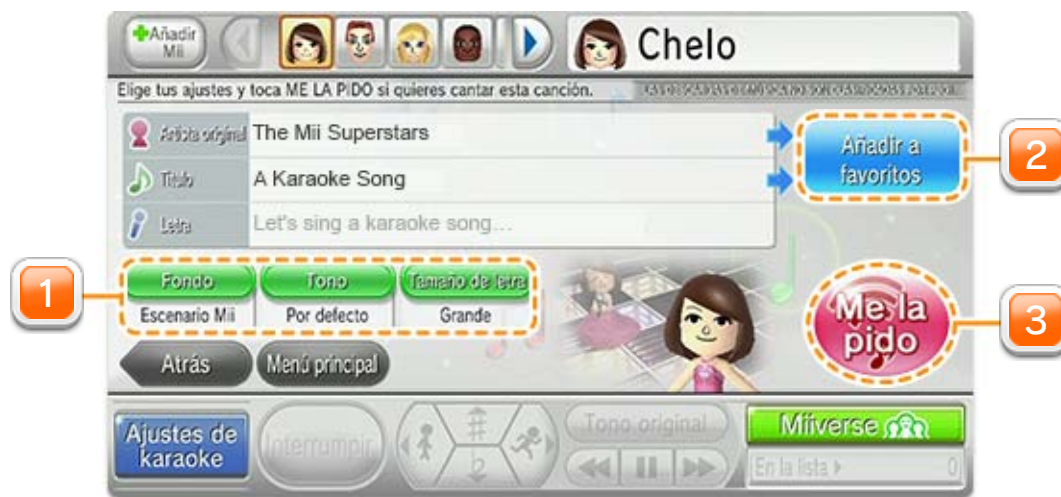 Añadir
Mii
Chelo
Elige tus ajustes y toca ME LA PIDO si quieres cantar esta canción.
Artista original The Mii Superstars
Título A Karaoke Song
Letra Let's sing a karaoke song...
Añadir a
favoritos
2
1
Fondo Tono Tamaño de letra
Escenario Mii Por defecto Grande
Me la
pido
3
Atrás Menú principal
Ajustes de
karaoke
Interrumpir
Tono original
Miiverse
En la lista 0